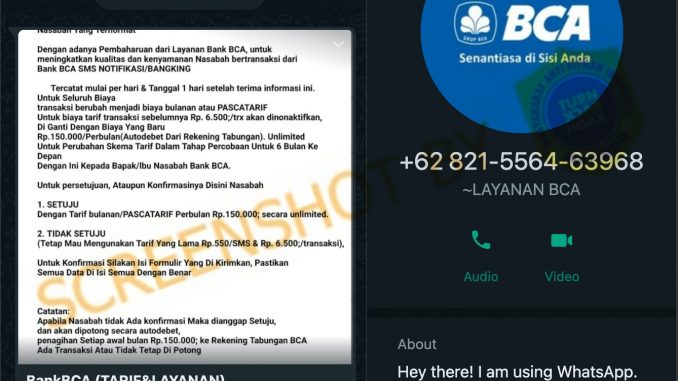 Nasabah Yang Terhormat
Dengan adanya Pembaharuan dari Layanan Bank BCA, untuk
meningkatkan kualitas dan kenyamanan Nasabah bertransaksi dari
Bank BCA SMS NOTIFIKASI/BANGKING
Tercatat mulai per hari & Tanggal 1 hari setelah terima informasi ini.
Untuk Seluruh Biaya
transaksi berubah menjadi biaya bulanan atau PASCATARIF
Untuk biaya tarif transaksi sebelumnya Rp. 6.500;/trx akan dinonatifkan,
Di Ganti Dengan Biaya Yang Baru
Rp.150.000/Perbulan(Autodebet Dari Rekening Tabungan). Unlimited
Untuk Perubahan Skema Tarif Dalam Tahap Percobaan Untuk 6 Bulan Ke
Depan
Dengan Ini Kepada Bapak/Ibu Nasabah Bank BCA.
Untuk persetujuan, Ataupun Konfirmasinya Disini Nasabah
1. SETUJU
Dengan Tarif bulanan/PASCATARIF Perbulan Rp.150.000; secara unlimited.
2. TIDAK SETUJU
(Tetap Mau Mengunakan Tarif Yang Lama Rp.550/SMS & Rp. 6.500;/transaksi),
Untuk Konfirmasi Silakan Isi Formulir Yang Di Kirimkan, Pastikan
Semua Data Di Isi Semua Dengan Benar
Catatan:
Apabila Nasabah tidak Ada konfirmasi Maka dianggap Setuju,
dan akan dipotong secara autodebet,
penagihan Setiap awal bulan Rp.150.000; ke Rekening Tabungan BCA
Ada Transaksi Atau Tidak Tetap Di Potong
BankBCA (TARIF&LAYANAN)
SCREENSHOT BY
BCA
GRUP BCA
Senantiasa di Sisi Anda
TURN
+62 821-5564-63968
~LAYANAN BCA
Audio
Video
About
Hey there! I am using WhatsApp.